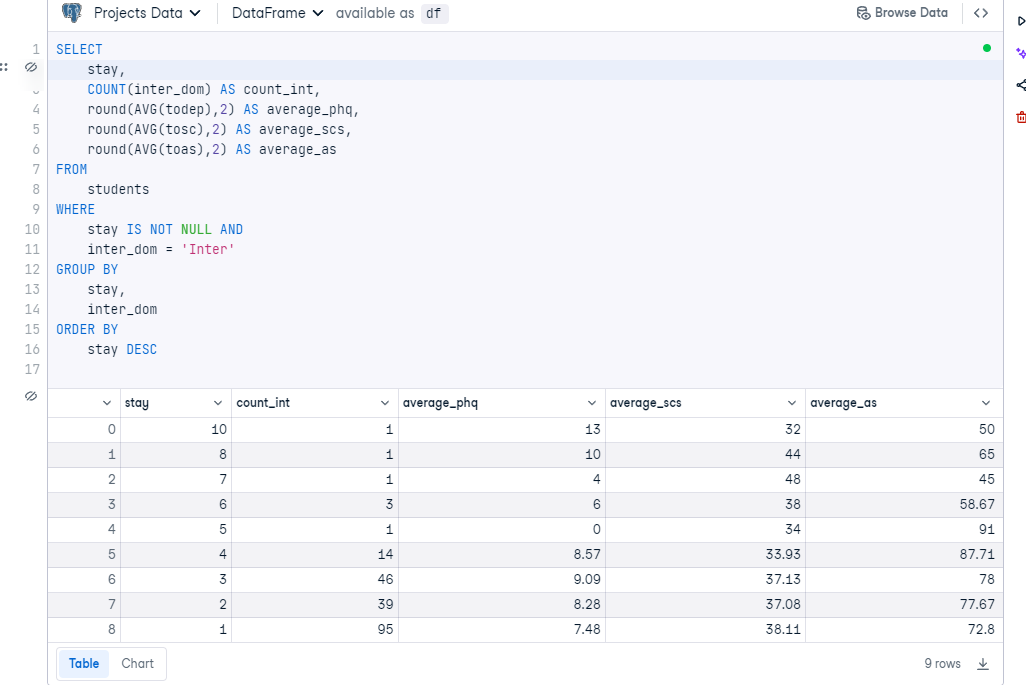 Projects Data DataFrame available as df Browse Data <>
1 SELECT
stay,
COUNT(inter_dom) AS count_int,
4 round(AVG(todep),2) AS average_phq,
5 round(AVG(tosc),2) AS average_scs,
6 round(AVG(toas),2) AS average_as
7 FROM
8 students
9 WHERE
10 stay IS NOT NULL AND
11 inter_dom = 'Inter'
12 GROUP BY
13 stay,
14 inter_dom
15 ORDER BY
16 stay DESC
17
stay count_int average_phq average_scs average_as
0 10 1 13 32 50
1 8 1 10 44 65
2 7 1 4 48 45
3 6 3 6 38 58.67
4 5 1 0 34 91
5 4 14 8.57 33.93 87.71
6 3 46 9.09 37.13 78
7 2 39 8.28 37.08 77.67
8 1 95 7.48 38.11 72.8
Table Chart 9 rows